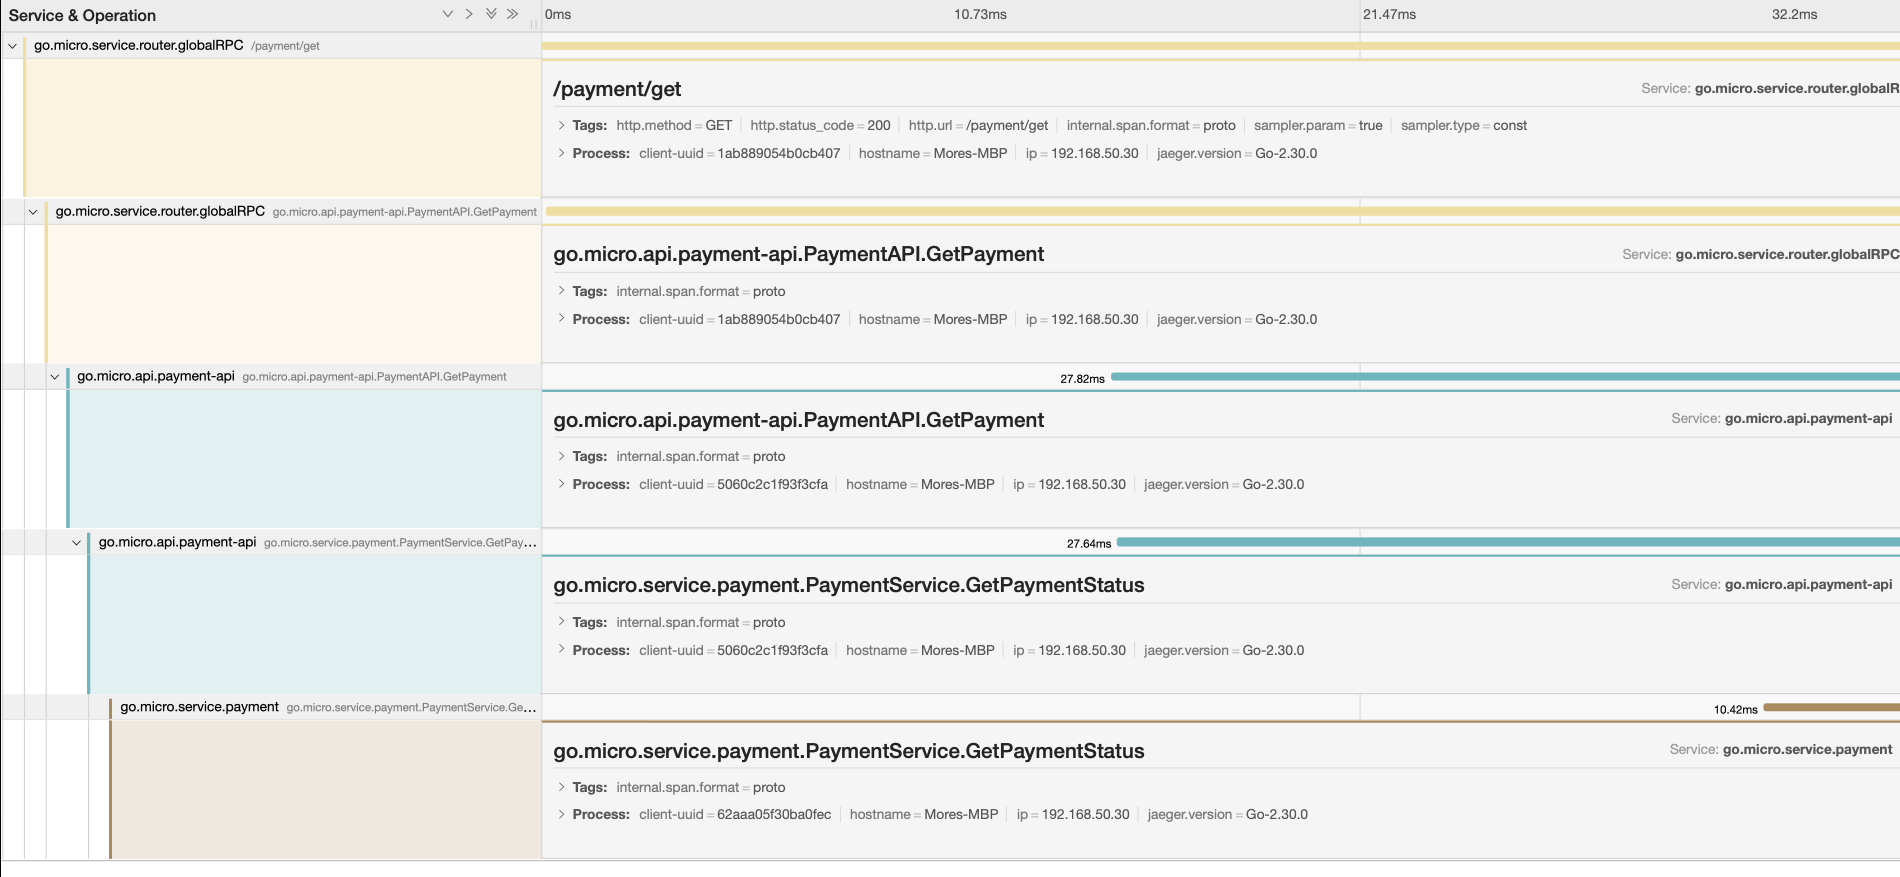 Service & Operation 0ms 10.73ms 21.47ms 32.2ms
go.micro.service.router.globalRPC /payment/get
/payment/get Service: go.micro.service.router.globalR
Tags: http.method = GET http.status_code = 200 http.url = /payment/get internal.span.format = proto sampler.param = true sampler.type = const
Process: client-uuid = 1ab889054b0cb407 hostname = Mores-MBP ip = 192.168.50.30 jaeger.version = Go-2.30.0
go.micro.service.router.globalRPC go.micro.api.payment-api.PaymentAPI.GetPayment
go.micro.api.payment-api.PaymentAPI.GetPayment Service: go.micro.service.router.globalRPC
Tags: internal.span.format = proto
Process: client-uuid = 1ab889054b0cb407 hostname = Mores-MBP ip = 192.168.50.30 jaeger.version = Go-2.30.0
go.micro.api.payment-api go.micro.api.payment-api.PaymentAPI.GetPayment 27.82ms
go.micro.api.payment-api.PaymentAPI.GetPayment Service: go.micro.api.payment-api
Tags: internal.span.format = proto
Process: client-uuid = 5060c2c1f93f3cfa hostname = Mores-MBP ip = 192.168.50.30 jaeger.version = Go-2.30.0
go.micro.api.payment-api go.micro.service.payment.PaymentService.GetPay... 27.64ms
go.micro.service.payment.PaymentService.GetPaymentStatus Service: go.micro.api.payment-api
Tags: internal.span.format = proto
Process: client-uuid = 5060c2c1f93f3cfa hostname = Mores-MBP ip = 192.168.50.30 jaeger.version = Go-2.30.0
go.micro.service.payment go.micro.service.payment.PaymentService.Ge... 10.42ms
go.micro.service.payment.PaymentService.GetPaymentStatus Service: go.micro.service.payment
Tags: internal.span.format = proto
Process: client-uuid = 62aaa05f30ba0fec hostname = Mores-MBP ip = 192.168.50.30 jaeger.version = Go-2.30.0